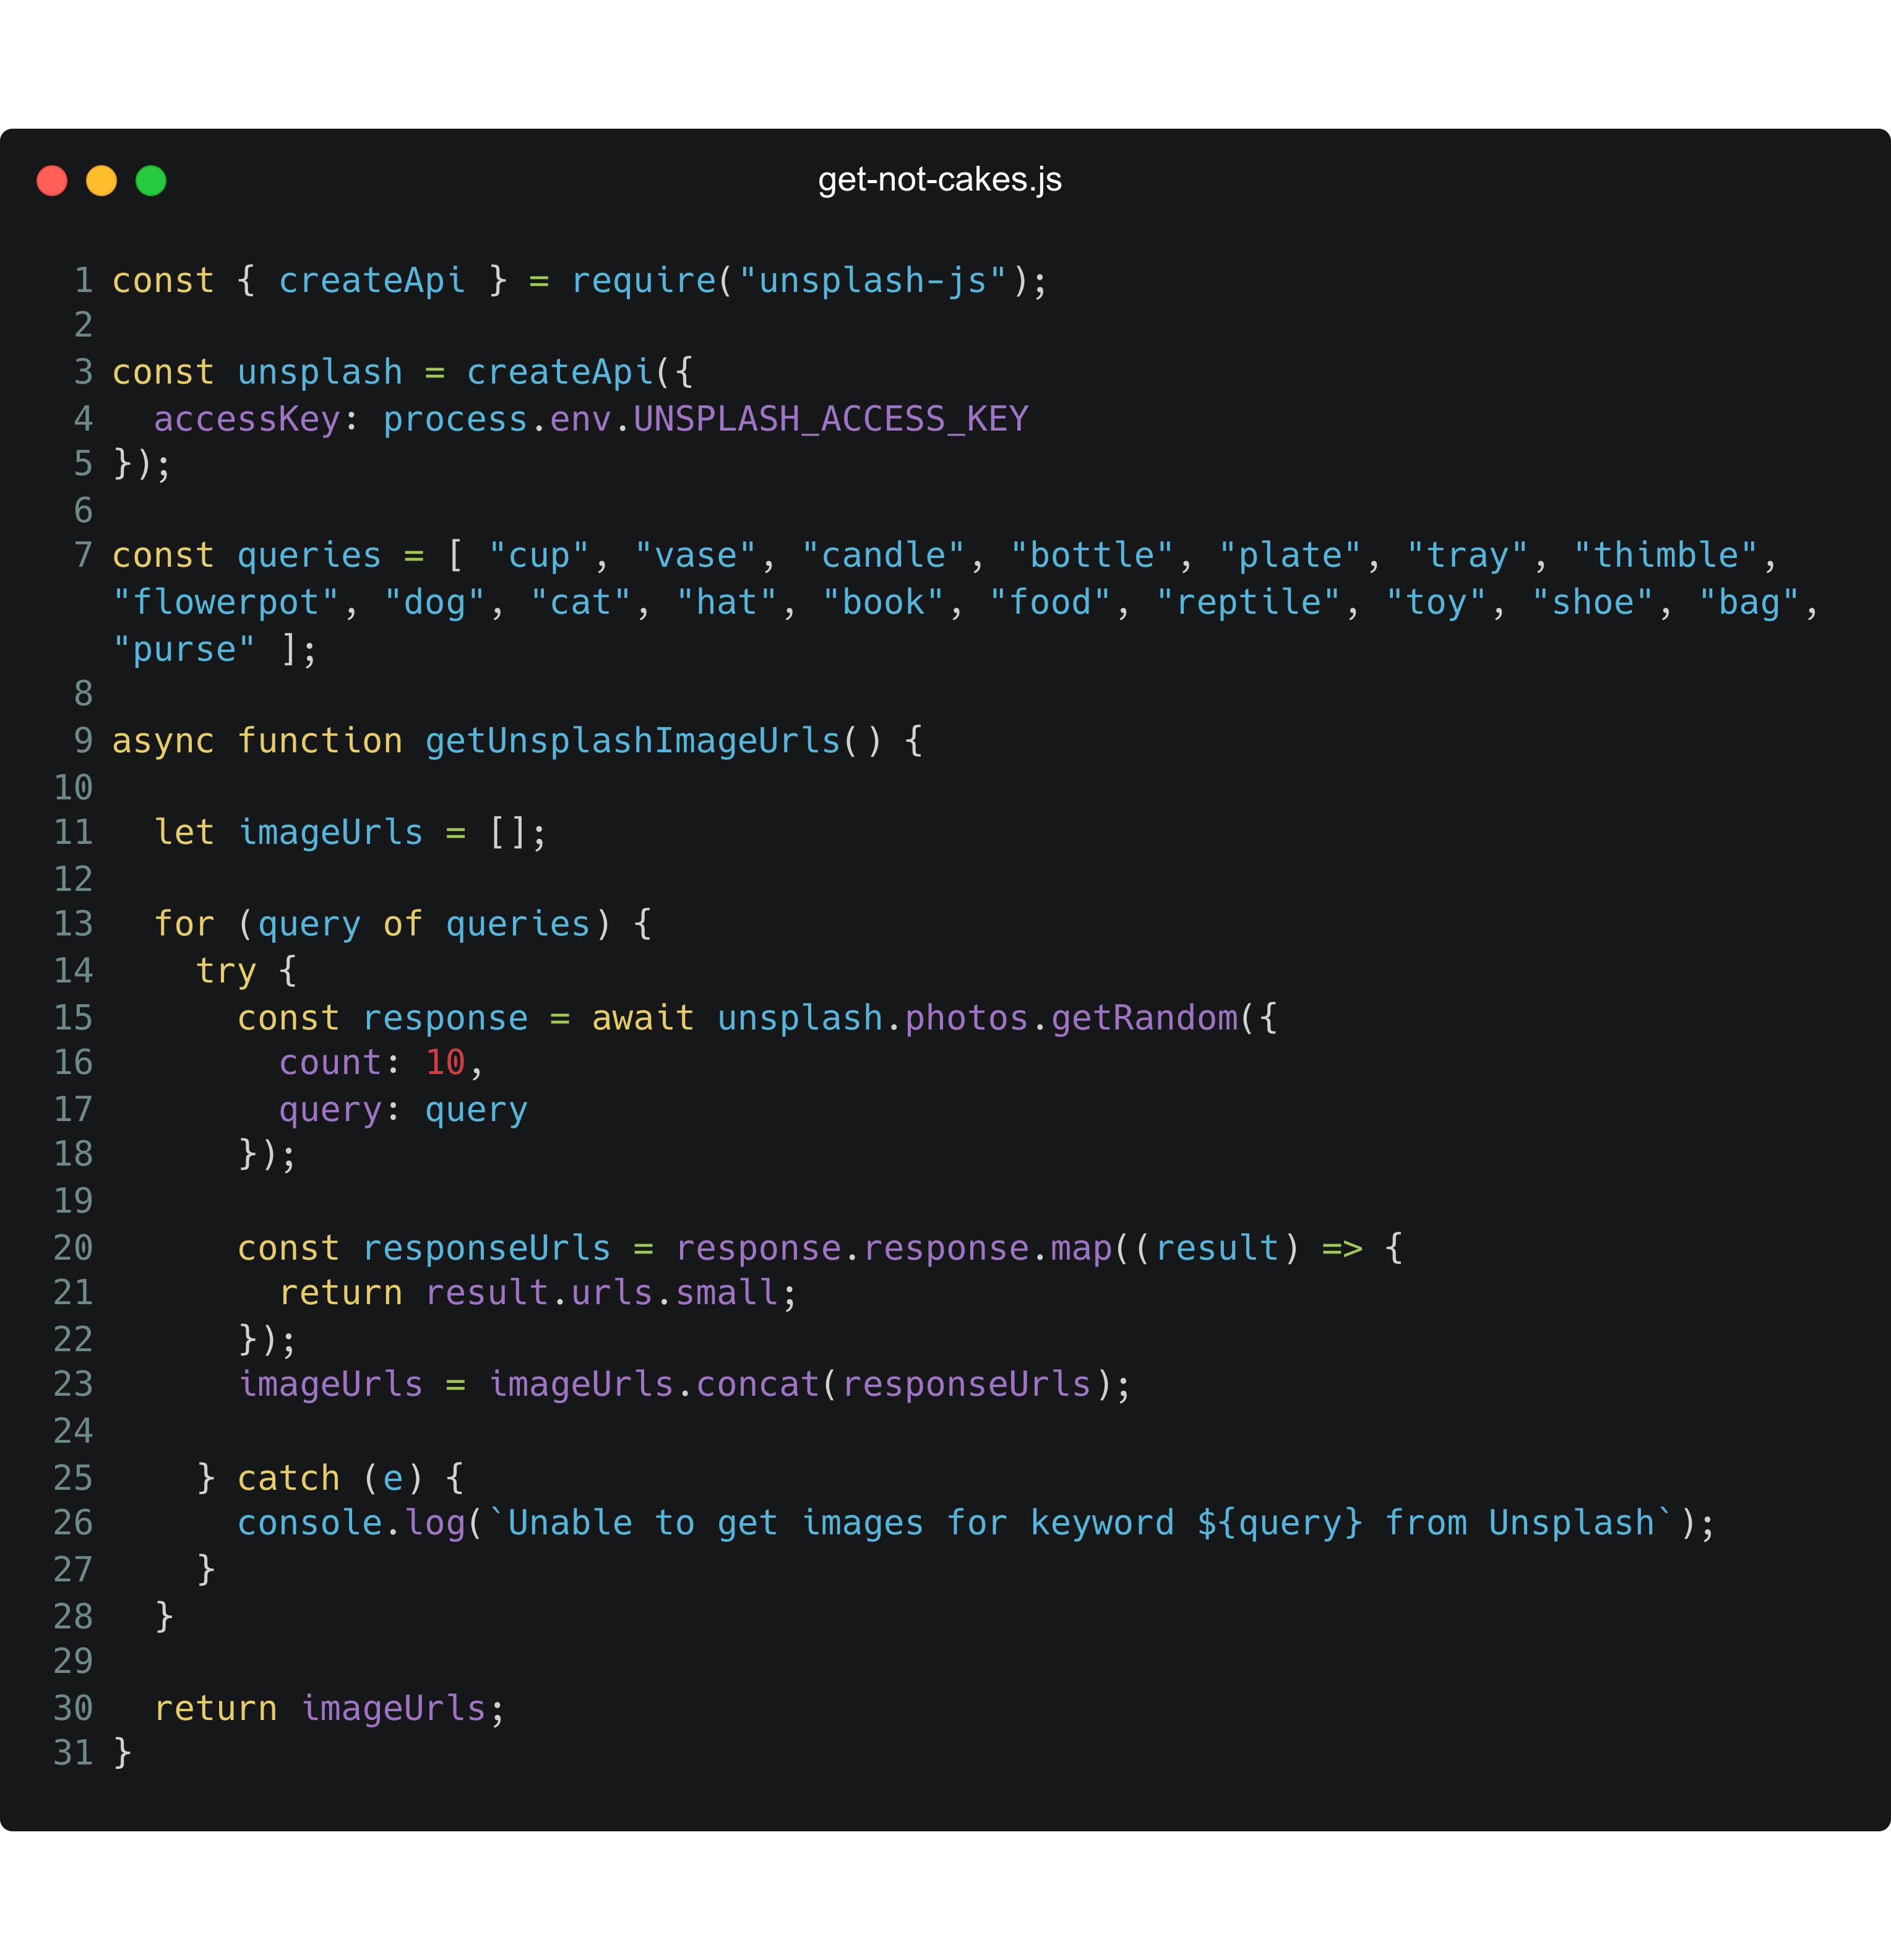 get-not-cakes.js
1 const { createApi } = require("unsplash-js");
2
3 const unsplash = createApi({
4   accessKey: process.env.UNSPLASH_ACCESS_KEY
5 });
6
7 const queries = [ "cup", "vase", "candle", "bottle", "plate", "tray", "thimble",
"flowerpot", "dog", "cat", "hat", "book", "food", "reptile", "toy", "shoe", "bag",
"purse" ];
8
9 async function getUnsplashImageUrls() {
10
11   let imageUrls = [];
12
13   for (query of queries) {
14     try {
15       const response = await unsplash.photos.getRandom({
16         count: 10,
17         query: query
18       });
19
20       const responseUrls = response.response.map((result) => {
21         return result.urls.small;
22       });
23       imageUrls = imageUrls.concat(responseUrls);
24
25     } catch (e) {
26       console.log(`Unable to get images for keyword ${query} from Unsplash`);
27     }
28   }
29
30   return imageUrls;
31 }